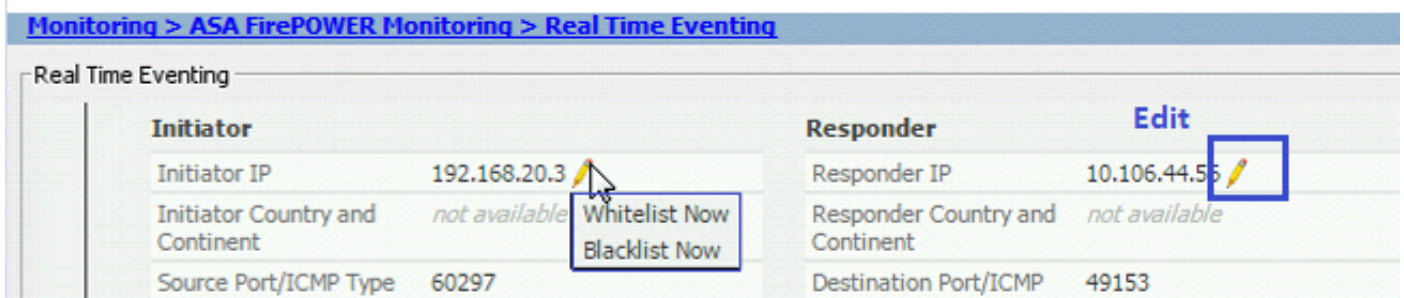 Monitoring > ASA FirePOWER Monitoring > Real Time Eventing
Real Time Eventing
Edit
Initiator Responder
Initiator IP 192.168.20.3 Responder IP 10.106.44.55
Initiator Country and not available Whitelist Now Responder Country and not available
Continent Blacklist Now Continent
Source Port/ICMP Type 60297 Destination Port/ICMP 49153